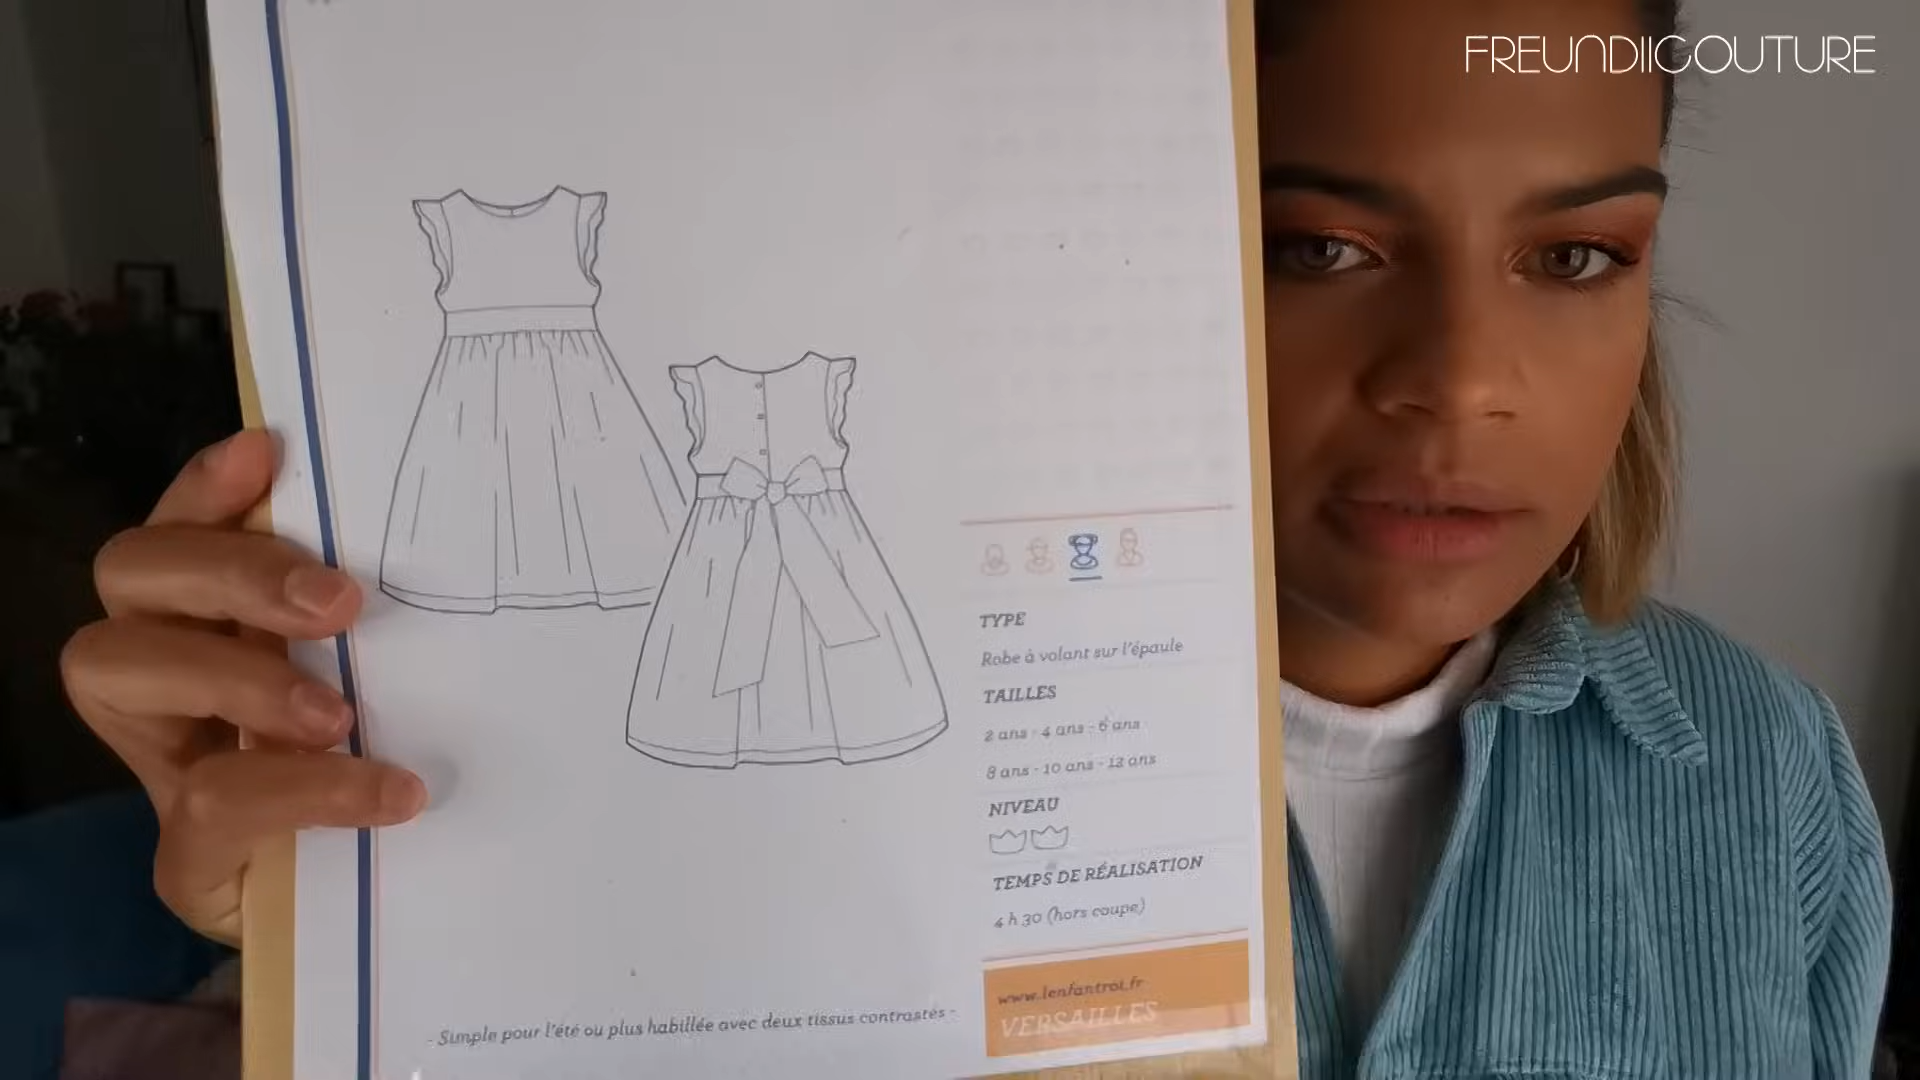 FREUNDIICOUTURE
TYPE
Robe à volant sur l'épaule
TAILLES
2 ans - 4 ans - 6 ans
8 ans - 10 ans - 12 ans
NIVEAU
TEMPS DE RÉALISATION
4 h 30 (hors coupe)
www.lenfantroi.fr
VERSAILLES
- Simple pour l'été ou plus habillée avec deux tissus contrastés -